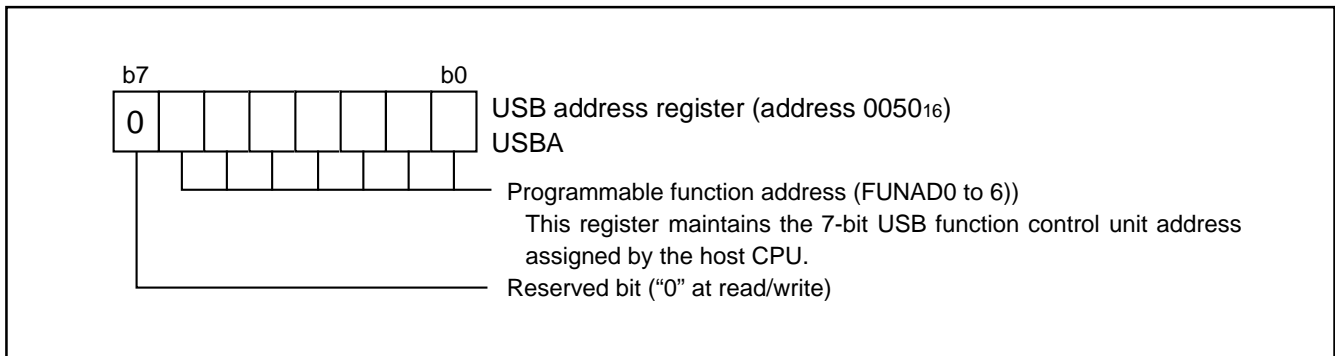 b7 b0
0
USB address register (address 0050₁₆)
USBA
Programmable function address (FUNAD0 to 6))
This register maintains the 7-bit USB function control unit address
assigned by the host CPU.
Reserved bit (“0” at read/write)